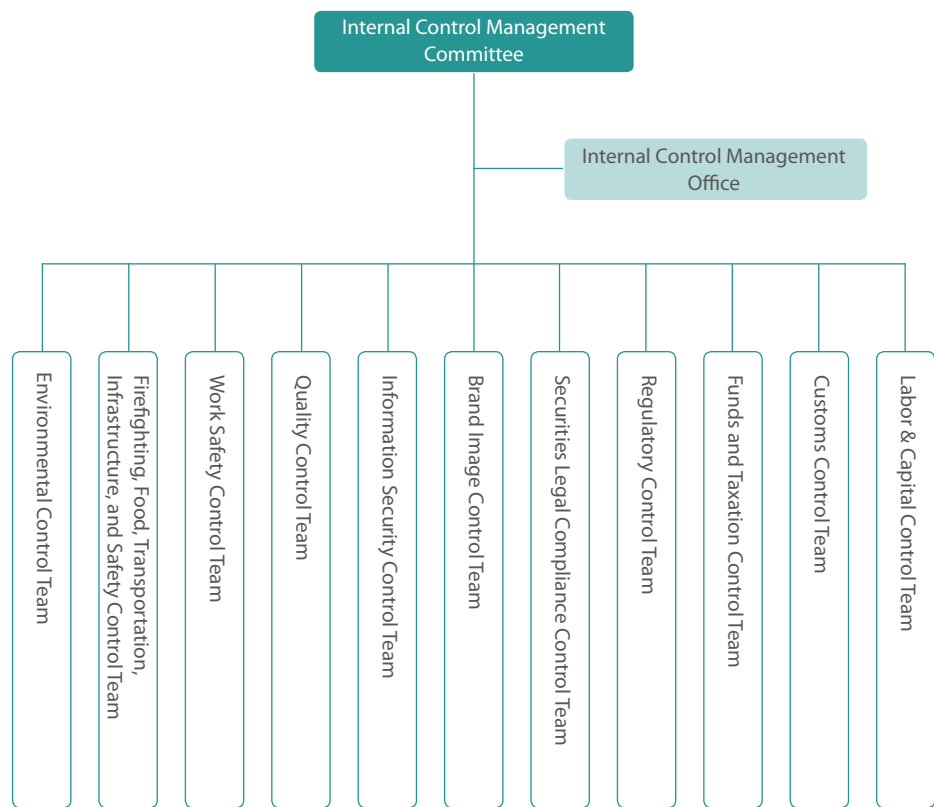 Internal Control Management
Committee
Internal Control Management
Office
Environmental Control Team
Firefighting, Food, Transportation,
Infrastructure, and Safety Control Team
Work Safety Control Team
Quality Control Team
Information Security Control Team
Brand Image Control Team
Securities Legal Compliance Control Team
Regulatory Control Team
Funds and Taxation Control Team
Customs Control Team
Labor & Capital Control Team